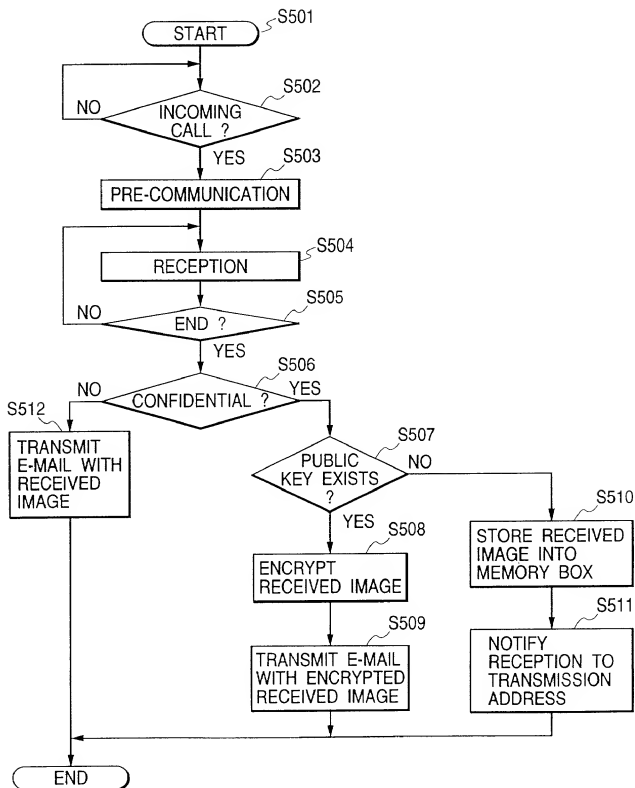 START
S501
S502
INCOMING
CALL ?
NO
YES
S503
PRE-COMMUNICATION
S504
RECEPTION
S505
END ?
NO
YES
S506
CONFIDENTIAL ?
NO
YES
S512
TRANSMIT
E-MAIL WITH
RECEIVED
IMAGE
S507
PUBLIC
KEY EXISTS
?
NO
YES
S508
ENCRYPT
RECEIVED IMAGE
S509
TRANSMIT E-MAIL
WITH ENCRYPTED
RECEIVED IMAGE
S510
STORE RECEIVED
IMAGE INTO
MEMORY BOX
S511
NOTIFY
RECEPTION TO
TRANSMISSION
ADDRESS
END